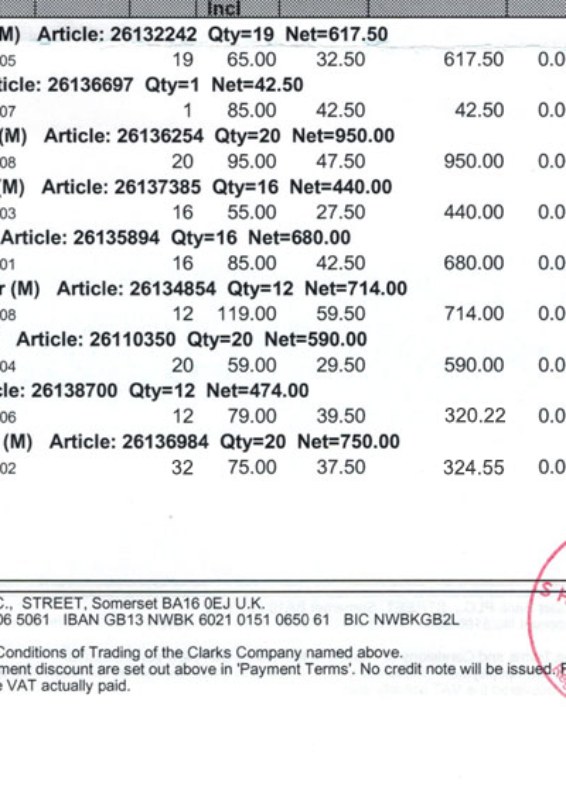 Incl
M) Article: 26132242 Qty=19 Net=617.50
05 19 65.00 32.50 617.50 0.0
ticle: 26136697 Qty=1 Net=42.50
07 1 85.00 42.50 42.50 0.0
(M) Article: 26136254 Qty=20 Net=950.00
08 20 95.00 47.50 950.00 0.0
(M) Article: 26137385 Qty=16 Net=440.00
03 16 55.00 27.50 440.00 0.0
Article: 26135894 Qty=16 Net=680.00
01 16 85.00 42.50 680.00 0.0
r (M) Article: 26134854 Qty=12 Net=714.00
08 12 119.00 59.50 714.00 0.0
Article: 26110350 Qty=20 Net=590.00
04 20 59.00 29.50 590.00 0.0
cle: 26138700 Qty=12 Net=474.00
06 12 79.00 39.50 320.22 0.0
(M) Article: 26136984 Qty=20 Net=750.00
02 32 75.00 37.50 324.55 0.0
C., STREET, Somerset BA16 0EJ U.K.
06 5061 IBAN GB13 NWBK 6021 0151 0650 61 BIC NWBKGB2L
Conditions of Trading of the Clarks Company named above.
ment discount are set out above in 'Payment Terms'. No credit note will be issued.
e VAT actually paid.